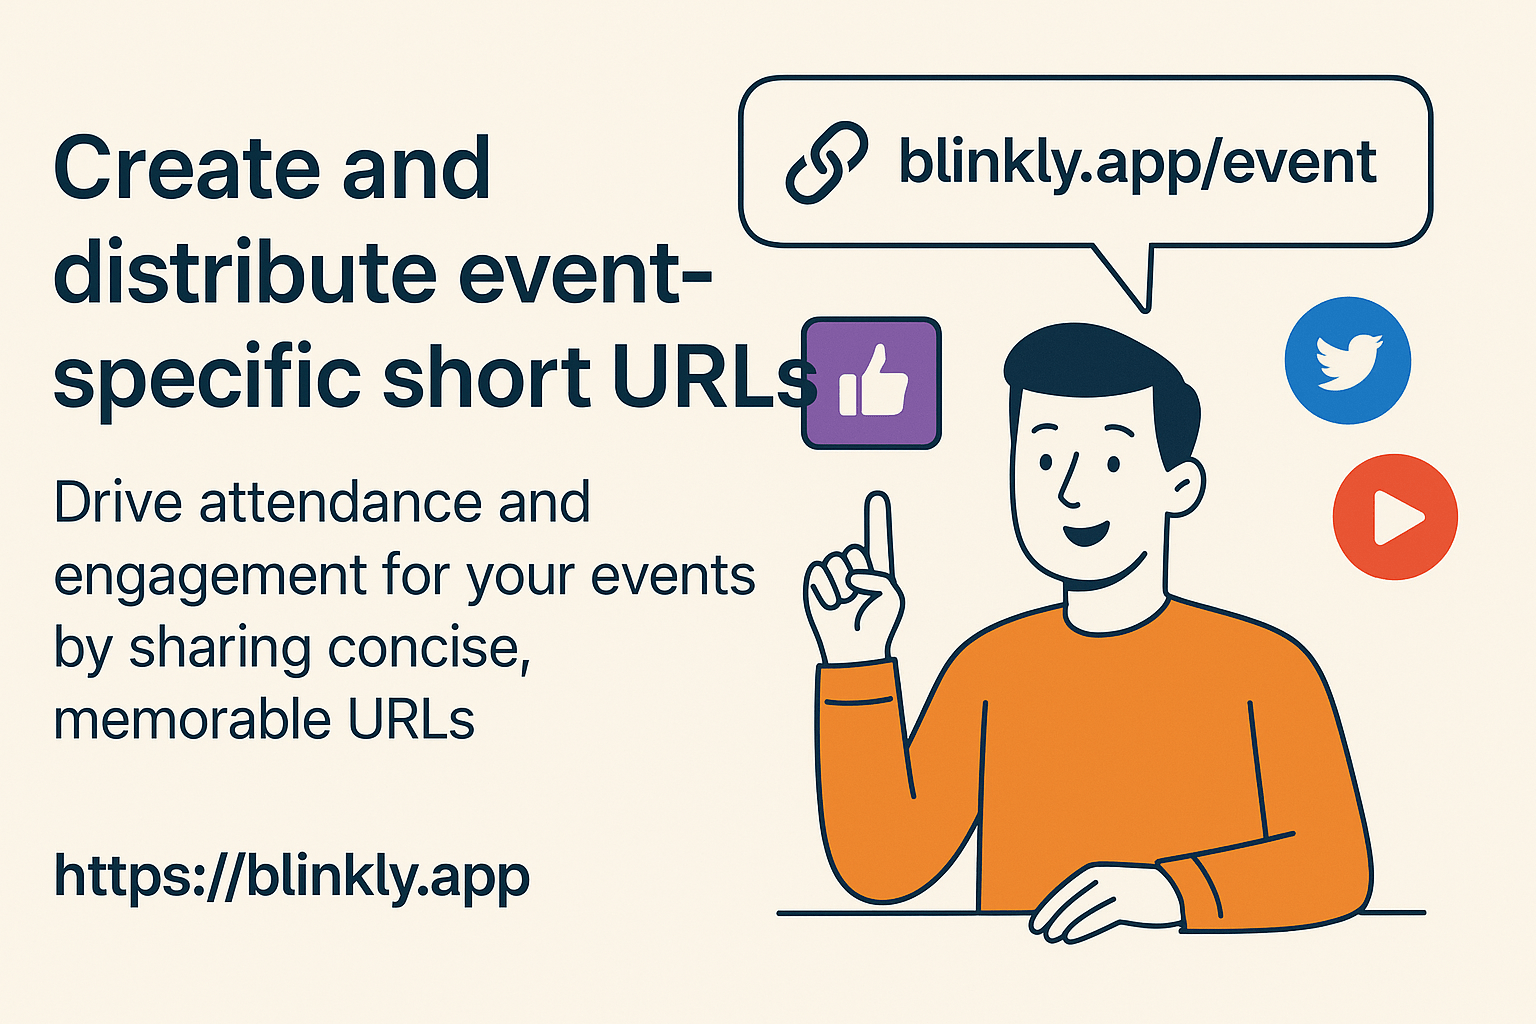 Create and
distribute event-
specific short URLs
Drive attendance and
engagement for your events
by sharing concise,
memorable URLs
https://blinkly.app
blinkly.app/event